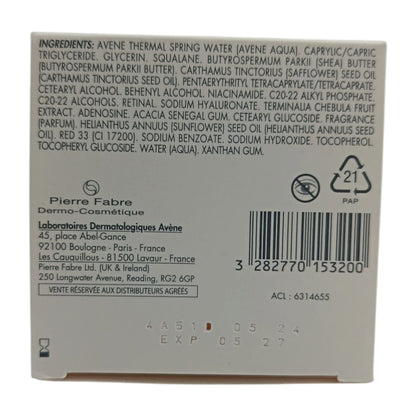 INGREDIENTS: AVENE THERMAL SPRING WATER (AVENE AQUA). CAPRYLIC/CAPRIC
TRIGLYCERIDE. GLYCERIN. SQUALANE. BUTYROSPERMUM PARKII (SHEA) BUTTER
(BUTYROSPERMUM PARKII BUTTER). CARTHAMUS TINCTORIUS (SAFFLOWER) SEED OIL
(CARTHAMUS TINCTORIUS SEED OIL). PENTAERYTHRITYL TETRACAPRYLATE/TETRACAPRATE.
CETEARYL ALCOHOL. BEHENYL ALCOHOL. NIACINAMIDE. C20-22 ALKYL PHOSPHATE.
C20-22 ALCOHOLS. RETINAL. SODIUM HYALURONATE. TERMINALIA CHEBULA FRUIT
EXTRACT. ADENOSINE. ACACIA SENEGAL GUM. CETEARYL GLUCOSIDE. FRAGRANCE
(PARFUM). HELIANTHUS ANNUUS (SUNFLOWER) SEED OIL (HELIANTHUS ANNUUS SEED
OIL). RED 33 (CI 17200). SODIUM BENZOATE. SODIUM HYDROXIDE. TOCOPHEROL.
TOCOPHERYL GLUCOSIDE. WATER (AQUA). XANTHAN GUM.
Pierre Fabre
Dermo-Cosmétique
21
PAP
Laboratoires Dermatologiques Avène
45, place Abel-Gance
92100 Boulogne - Paris - France
Les Cauquillous - 81500 Lavaur - France
Pierre Fabre Ltd. (UK & Ireland)
250 Longwater Avenue, Reading, RG2 6GP
VENTE RÉSERVÉE AUX DISTRIBUTEURS AGRÉÉS
3 282770 153200
ACL : 6314655
05 24
EXP 05 27